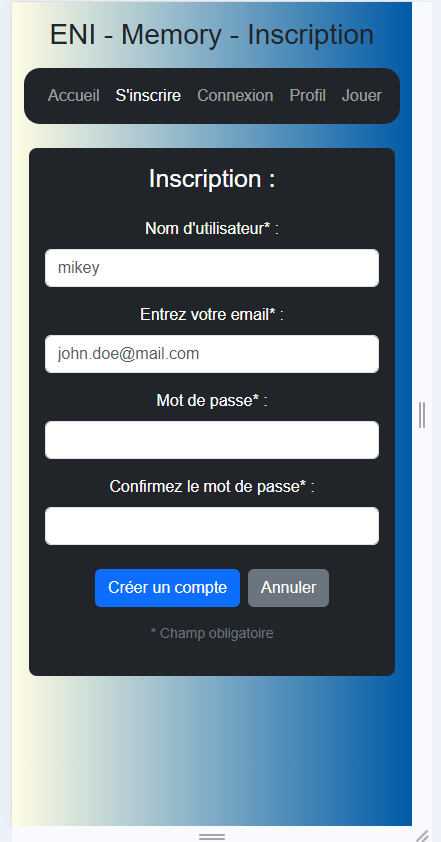 ENI - Memory - Inscription
Accueil S'inscrire Connexion Profil Jouer
Inscription :
Nom d'utilisateur* :
mikey
Entrez votre email* :
john.doe@mail.com
Mot de passe* :
Confirmez le mot de passe* :
Créer un compte Annuler
* Champ obligatoire